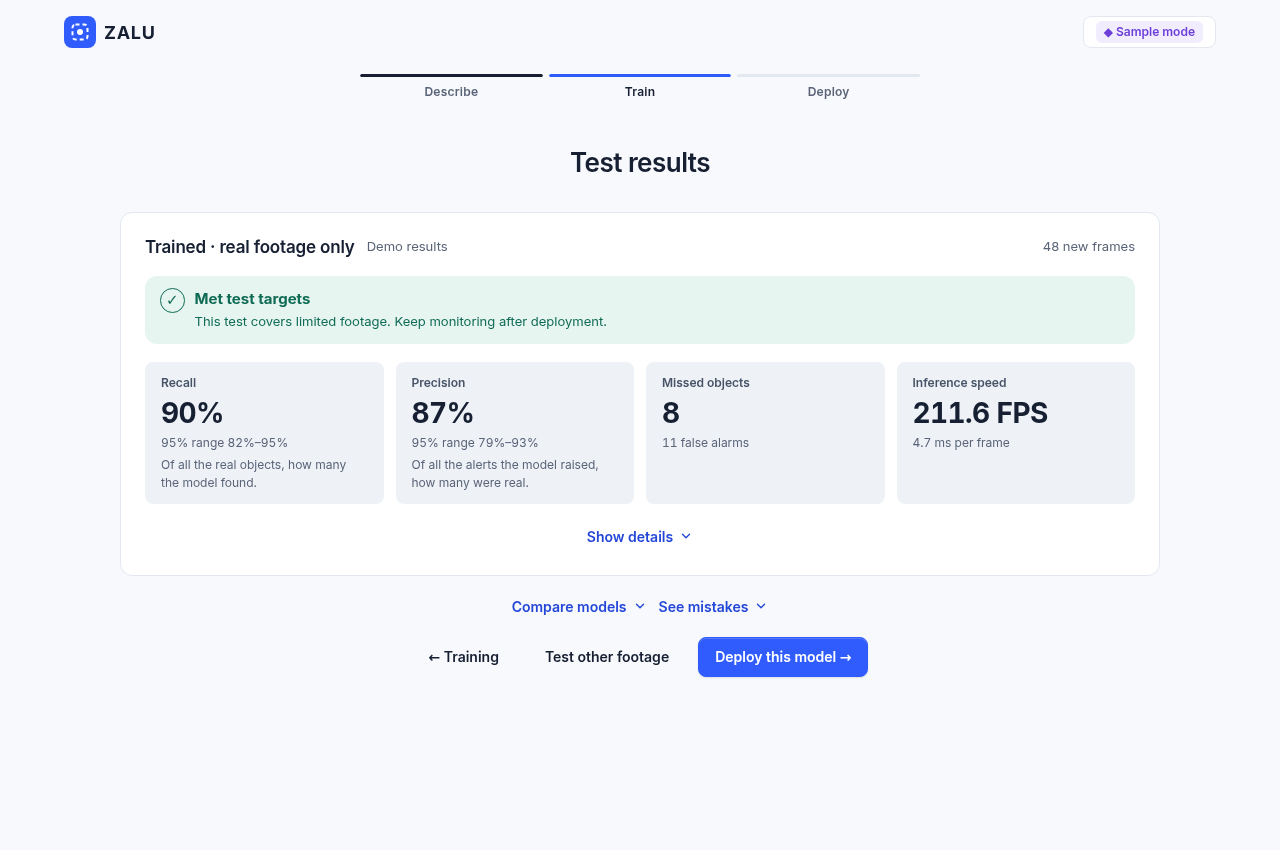 ZALU
◆ Sample mode
Describe
Train
Deploy
Test results
Trained · real footage only
Demo results
48 new frames
✓ Met test targets
This test covers limited footage. Keep monitoring after deployment.
Recall
90%
95% range 82%–95%
Of all the real objects, how many
the model found.
Precision
87%
95% range 79%–93%
Of all the alerts the model raised,
how many were real.
Missed objects
8
11 false alarms
Inference speed
211.6 FPS
4.7 ms per frame
Show details
Compare models
See mistakes
← Training
Test other footage
Deploy this model →